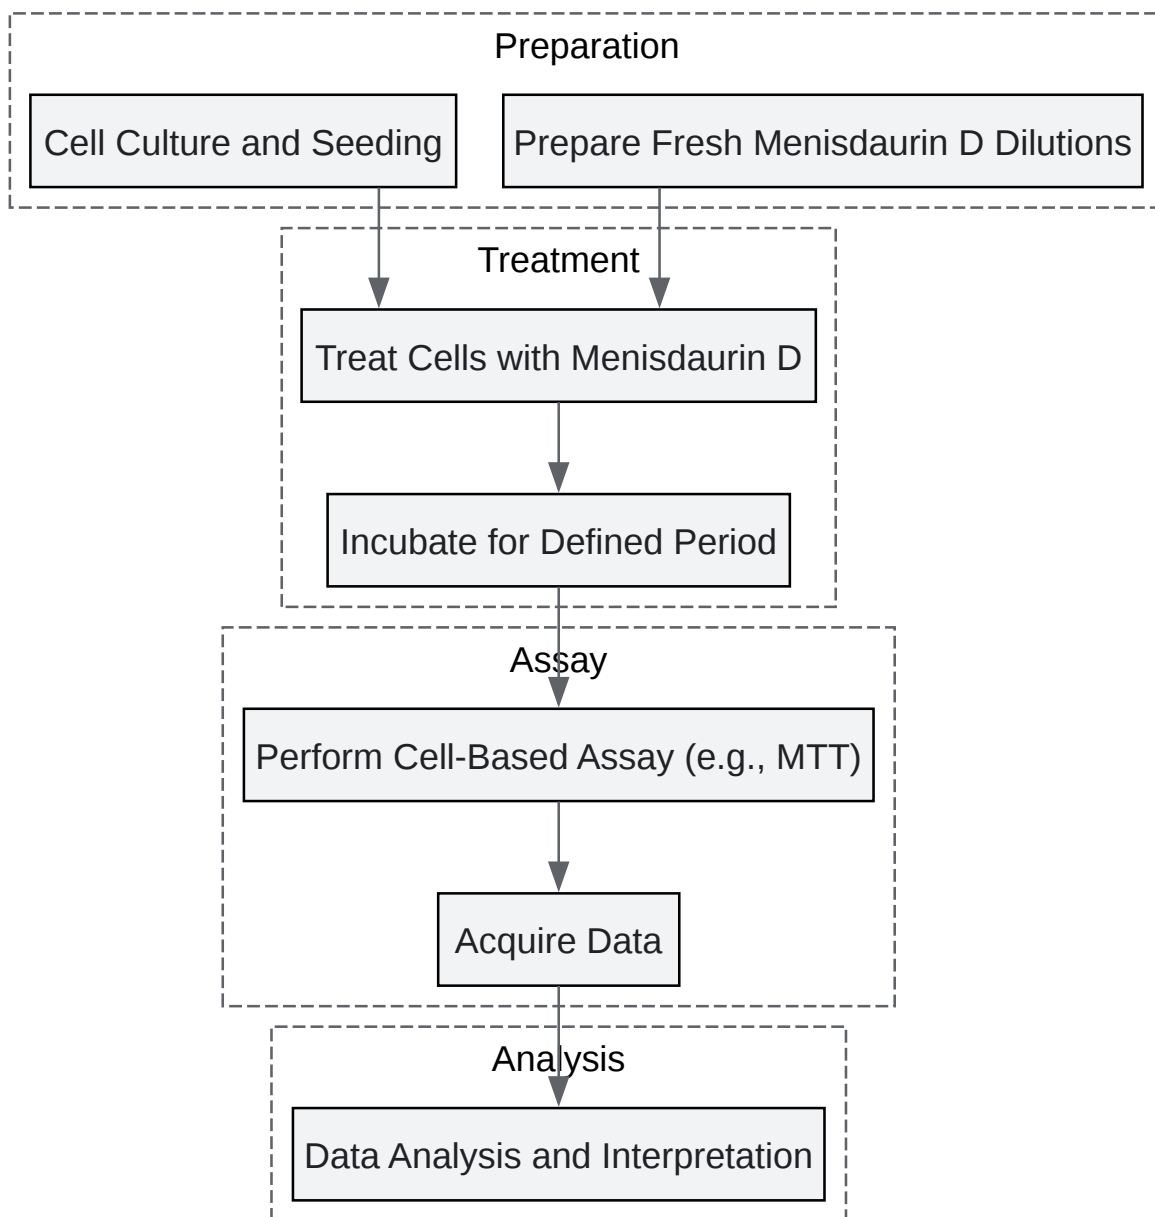 Preparation
Cell Culture and Seeding
Prepare Fresh Menisdaurin D Dilutions
Treatment
Treat Cells with Menisdaurin D
Incubate for Defined Period
Assay
Perform Cell-Based Assay (e.g., MTT)
Acquire Data
Analysis
Data Analysis and Interpretation